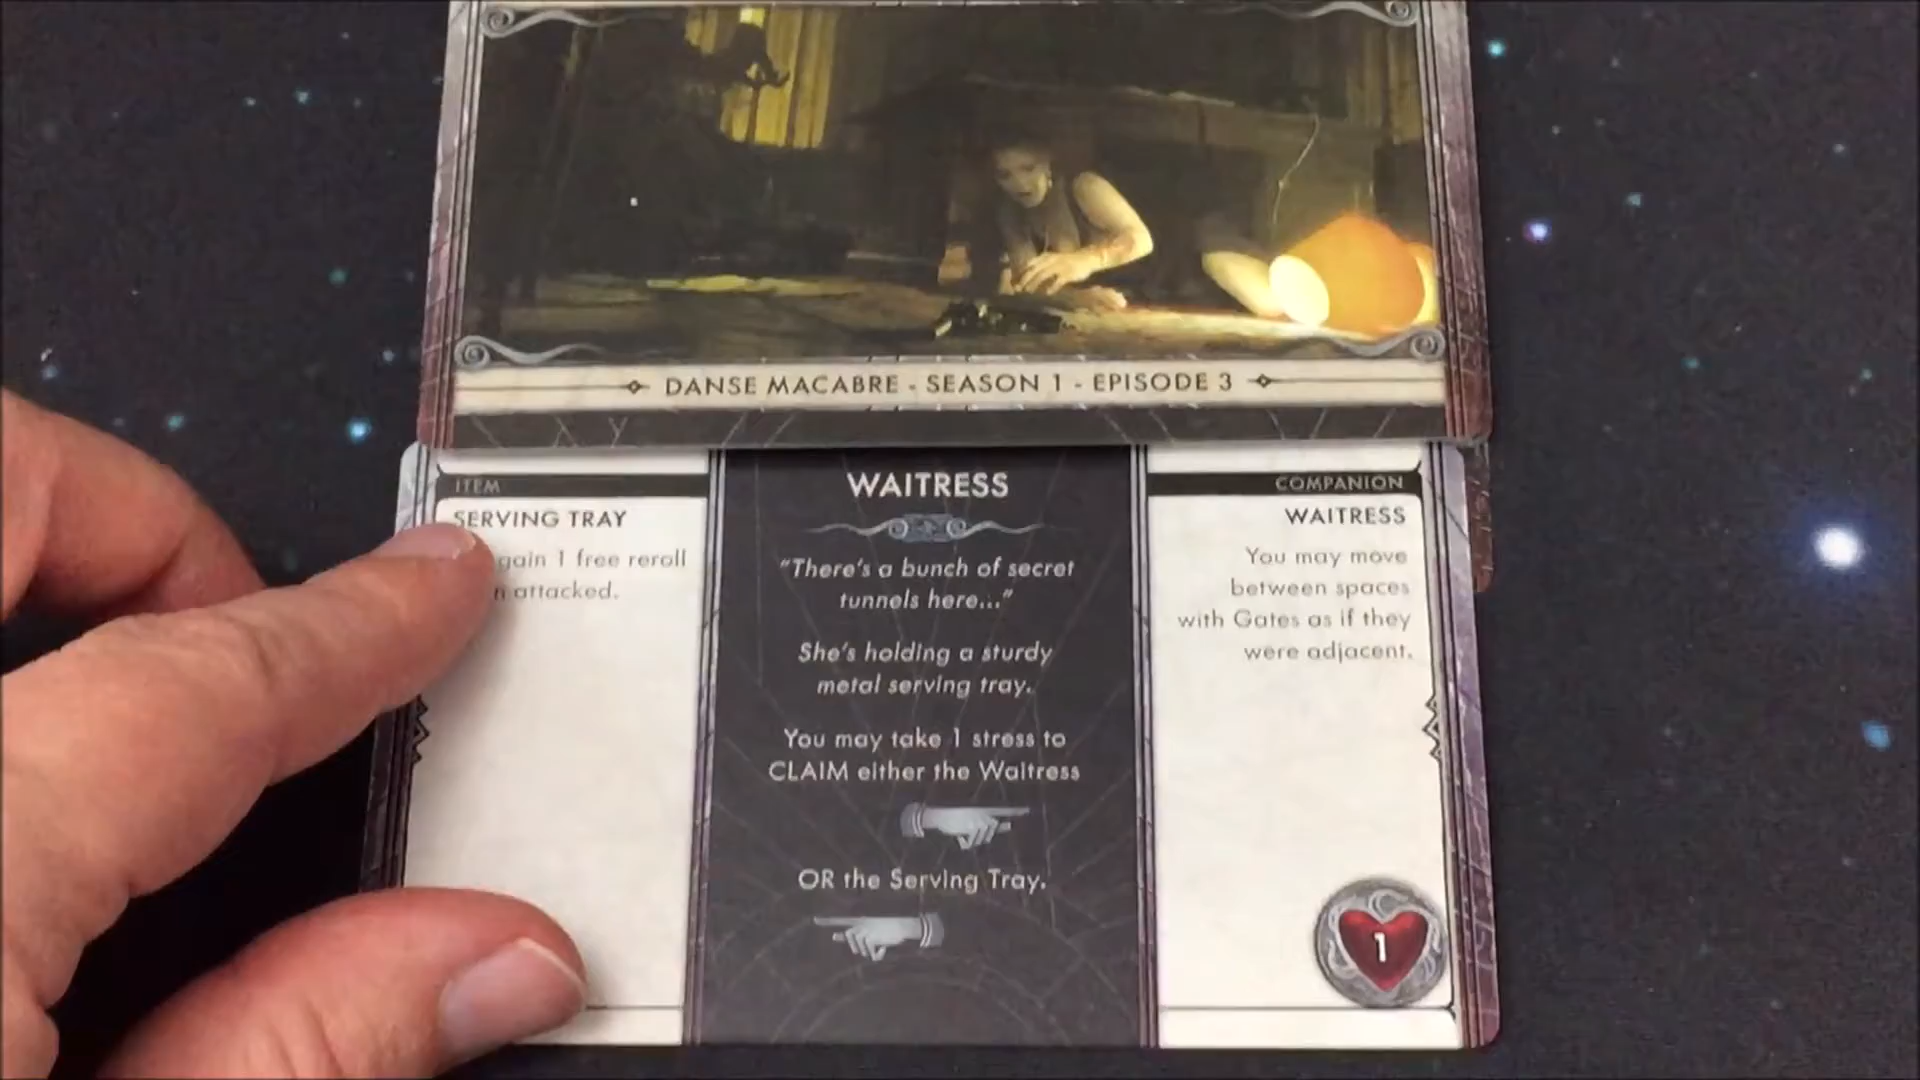 DANSE MACABRE - SEASON 1 - EPISODE 3
ITEM
SERVING TRAY
gain 1 free reroll
attacked.
WAITRESS
"There's a bunch of secret
tunnels here..."
She's holding a sturdy
metal serving tray.
You may take 1 stress to
CLAIM either the Waitress
OR the Serving Tray.
COMPANION
WAITRESS
You may move
between spaces
with Gates as if they
were adjacent.
1